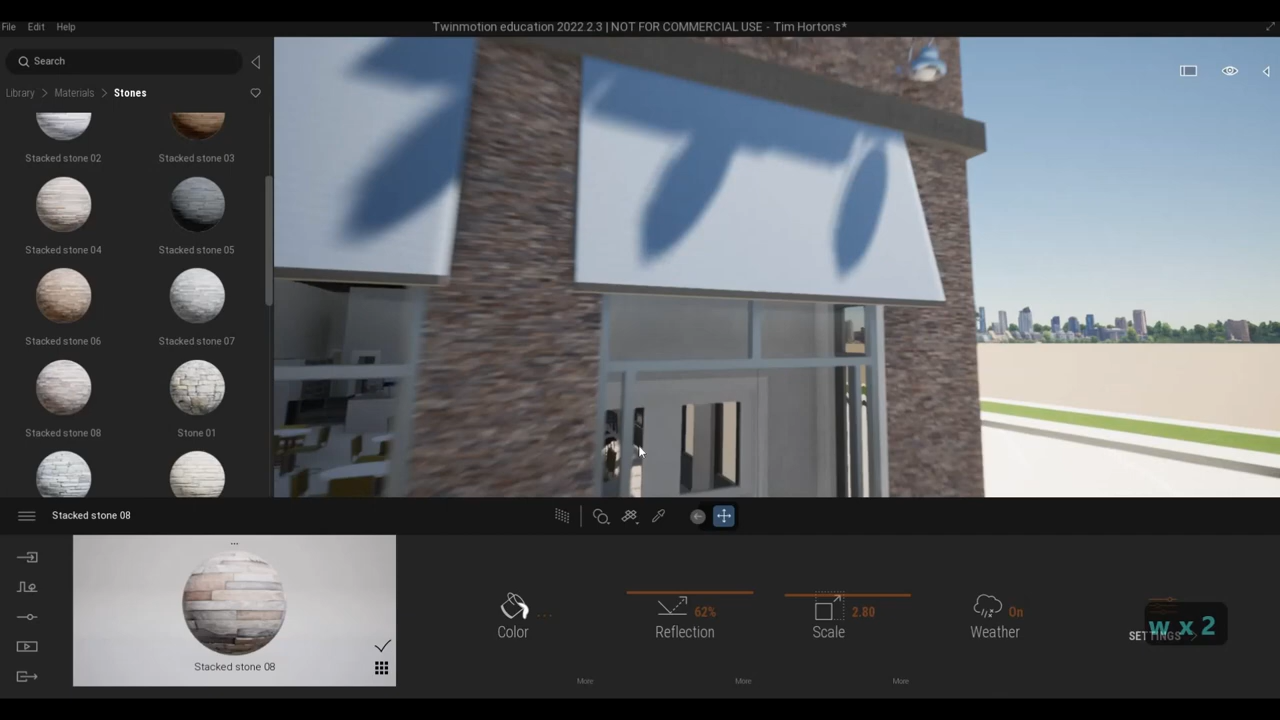 File Edit Help
Twinmotion education 2022.2.3 | NOT FOR COMMERCIAL USE - Tim Hortons*
Search
Library Materials Stones
Stacked stone 02 Stacked stone 03
Stacked stone 04 Stacked stone 05
Stacked stone 06 Stacked stone 07
Stacked stone 08 Stone 01
Stacked stone 08
...
Stacked stone 08
Color ...
Reflection 62%
Scale 2.80
Weather On
SETTINGS
w x 2
More More More